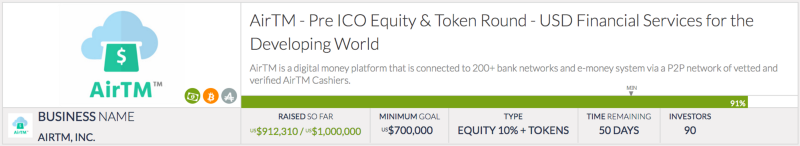 AirTM - Pre ICO Equity & Token Round - USD Financial Services for the
Developing World
AirTM is a digital money platform that is connected to 200+ bank networks and e-money system via a P2P network of vetted and
verified AirTM Cashiers.
$
AirTM™
MIN
91%
AirTM™
BUSINESS NAME
AIRTM, INC.
RAISED SO FAR
US$912,310 / US$1,000,000
MINIMUM GOAL
US$700,000
TYPE
EQUITY 10% + TOKENS
TIME REMAINING
50 DAYS
INVESTORS
90